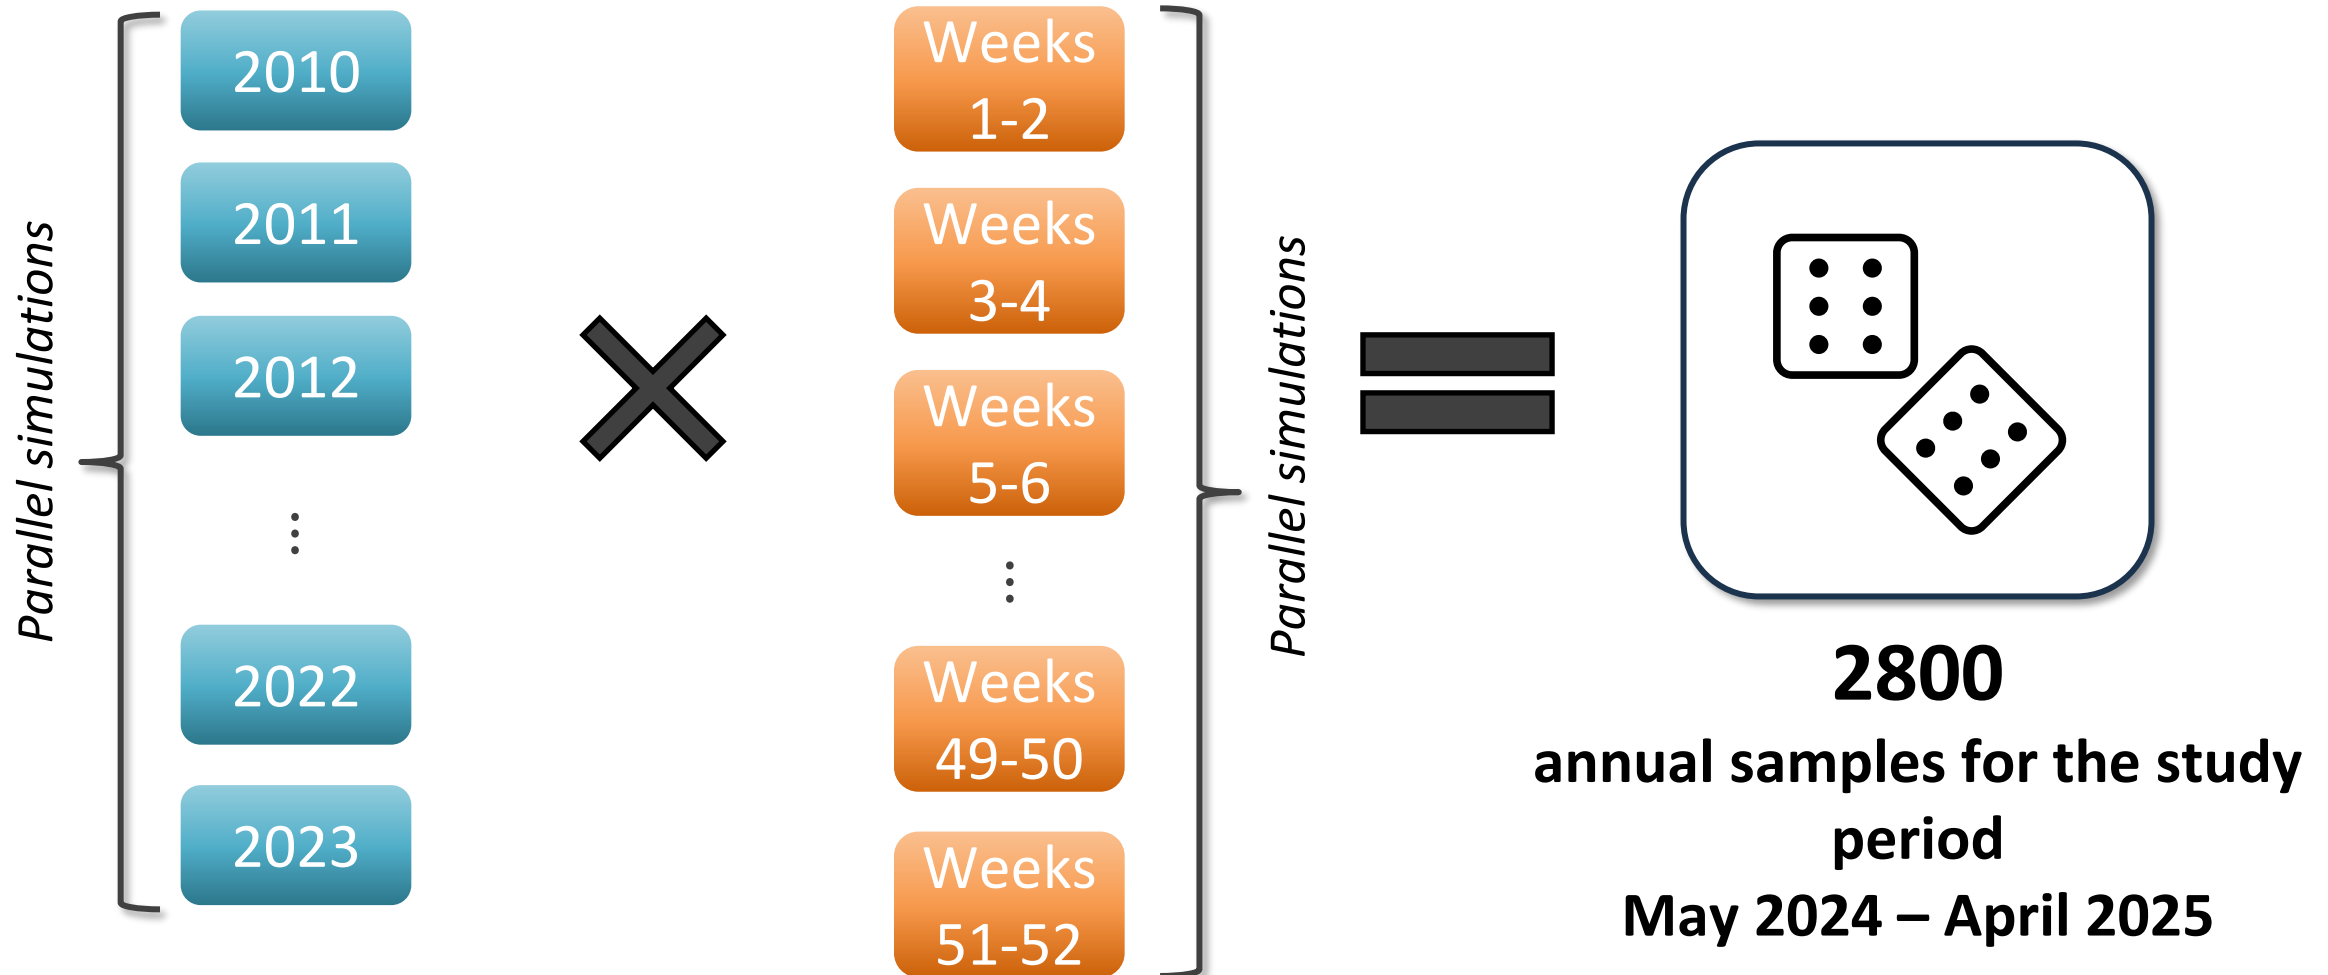 Parallel simulations
2010
2011
2012
⋮
2022
2023
Weeks
1-2
Weeks
3-4
Weeks
5-6
⋮
Weeks
49-50
Weeks
51-52
Parallel simulations
2800
annual samples for the study
period
May 2024 – April 2025